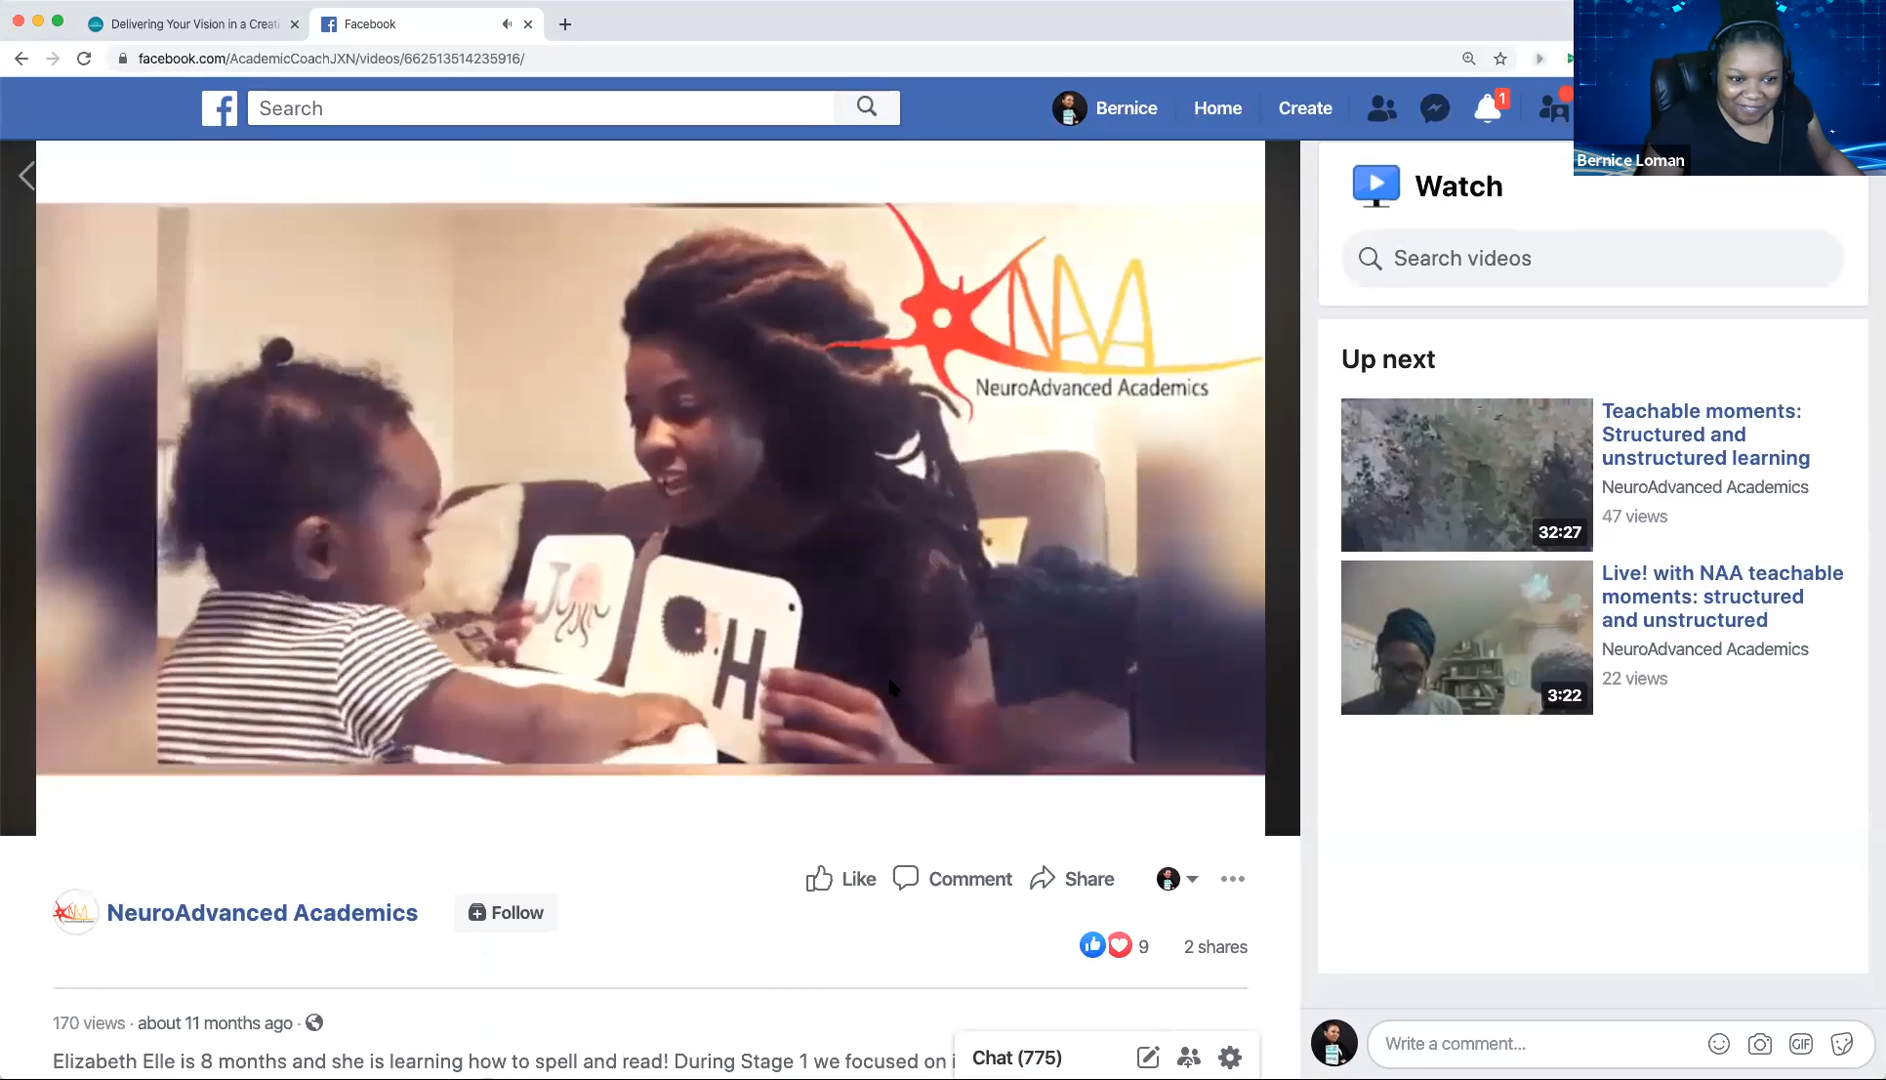 Delivering Your Vision in a Creati
Facebook
facebook.com/AcademicCoachJXN/videos/662513514235916/
Search
Bernice
Home
Create
1
Bernice Loman
Watch
Search videos
NAA
NeuroAdvanced Academics
J
H
Up next
Teachable moments:
Structured and
unstructured learning
NeuroAdvanced Academics
47 views
32:27
Live! with NAA teachable
moments: structured
and unstructured
NeuroAdvanced Academics
22 views
3:22
Like
Comment
Share
NeuroAdvanced Academics
Follow
9
2 shares
170 views · about 11 months ago ·
Elizabeth Elle is 8 months and she is learning how to spell and read! During Stage 1 we focused on i
Chat (775)
Write a comment...
GIF